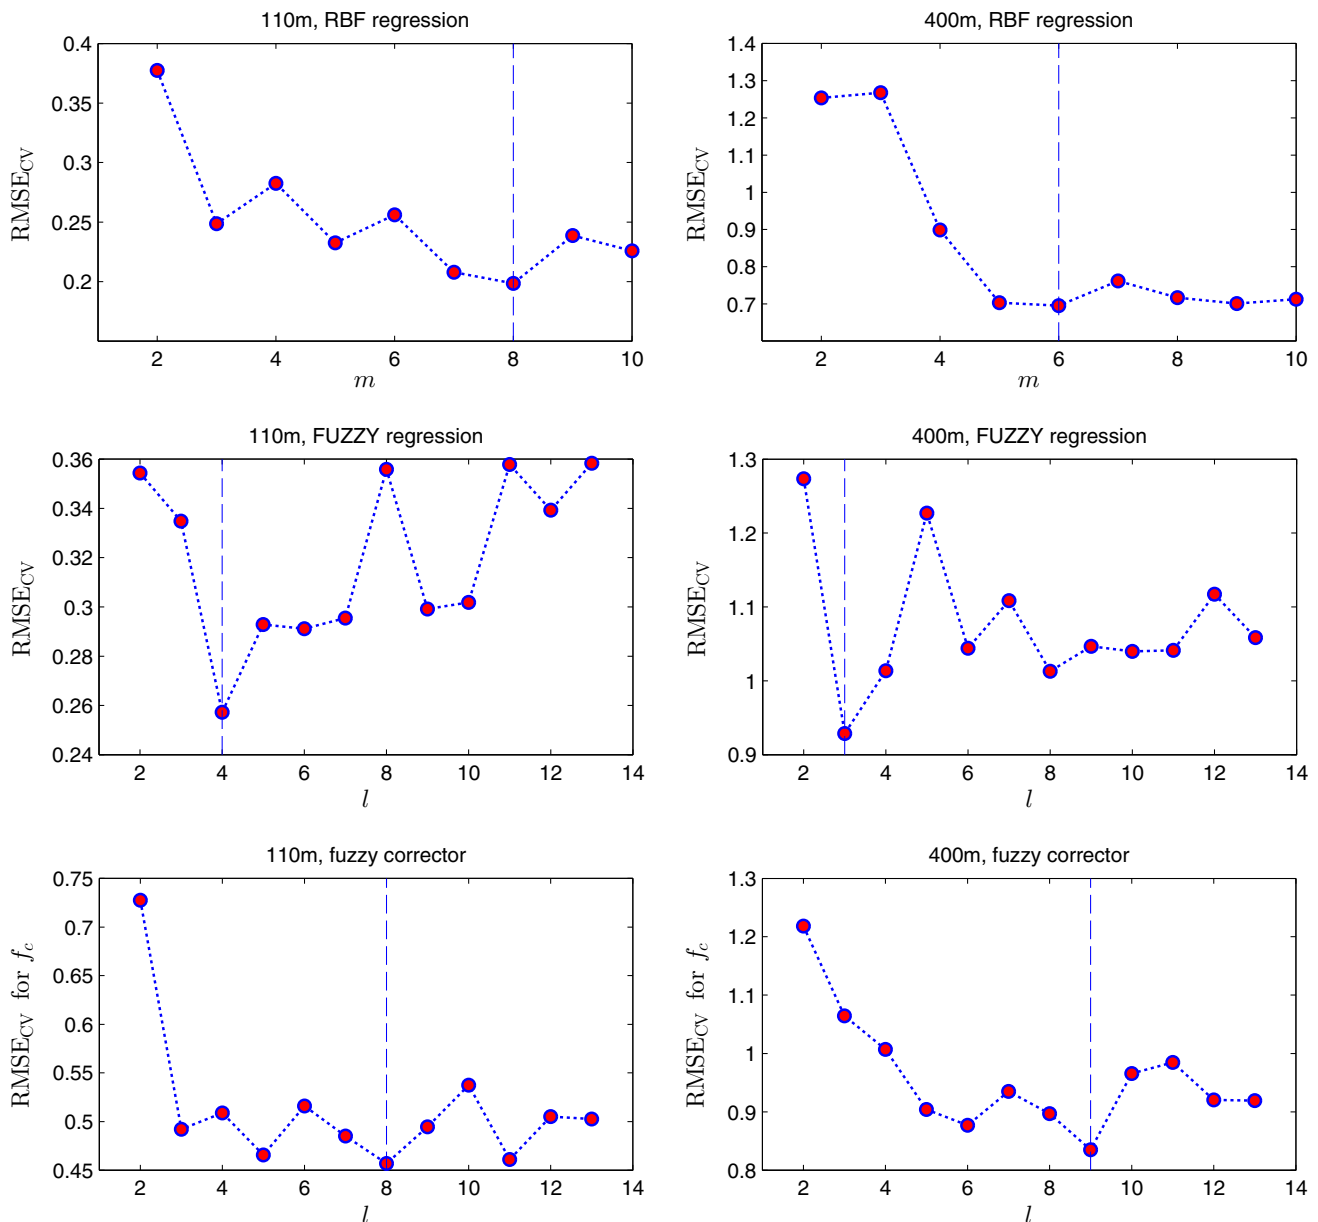 110m, RBF regression
0.4
0.35
0.3
0.25
0.2
RMSE_CV
2 4 6 8 10
m
400m, RBF regression
1.4
1.3
1.2
1.1
1
0.9
0.8
0.7
RMSE_CV
2 4 6 8 10
m
110m, FUZZY regression
0.36
0.34
0.32
0.3
0.28
0.26
0.24
RMSE_CV
2 4 6 8 10 12 14
l
400m, FUZZY regression
1.3
1.2
1.1
1
0.9
RMSE_CV
2 4 6 8 10 12 14
l
110m, fuzzy corrector
0.75
0.7
0.65
0.6
0.55
0.5
0.45
RMSE_CV for f_c
2 4 6 8 10 12 14
l
400m, fuzzy corrector
1.3
1.2
1.1
1
0.9
0.8
RMSE_CV for f_c
2 4 6 8 10 12 14
l